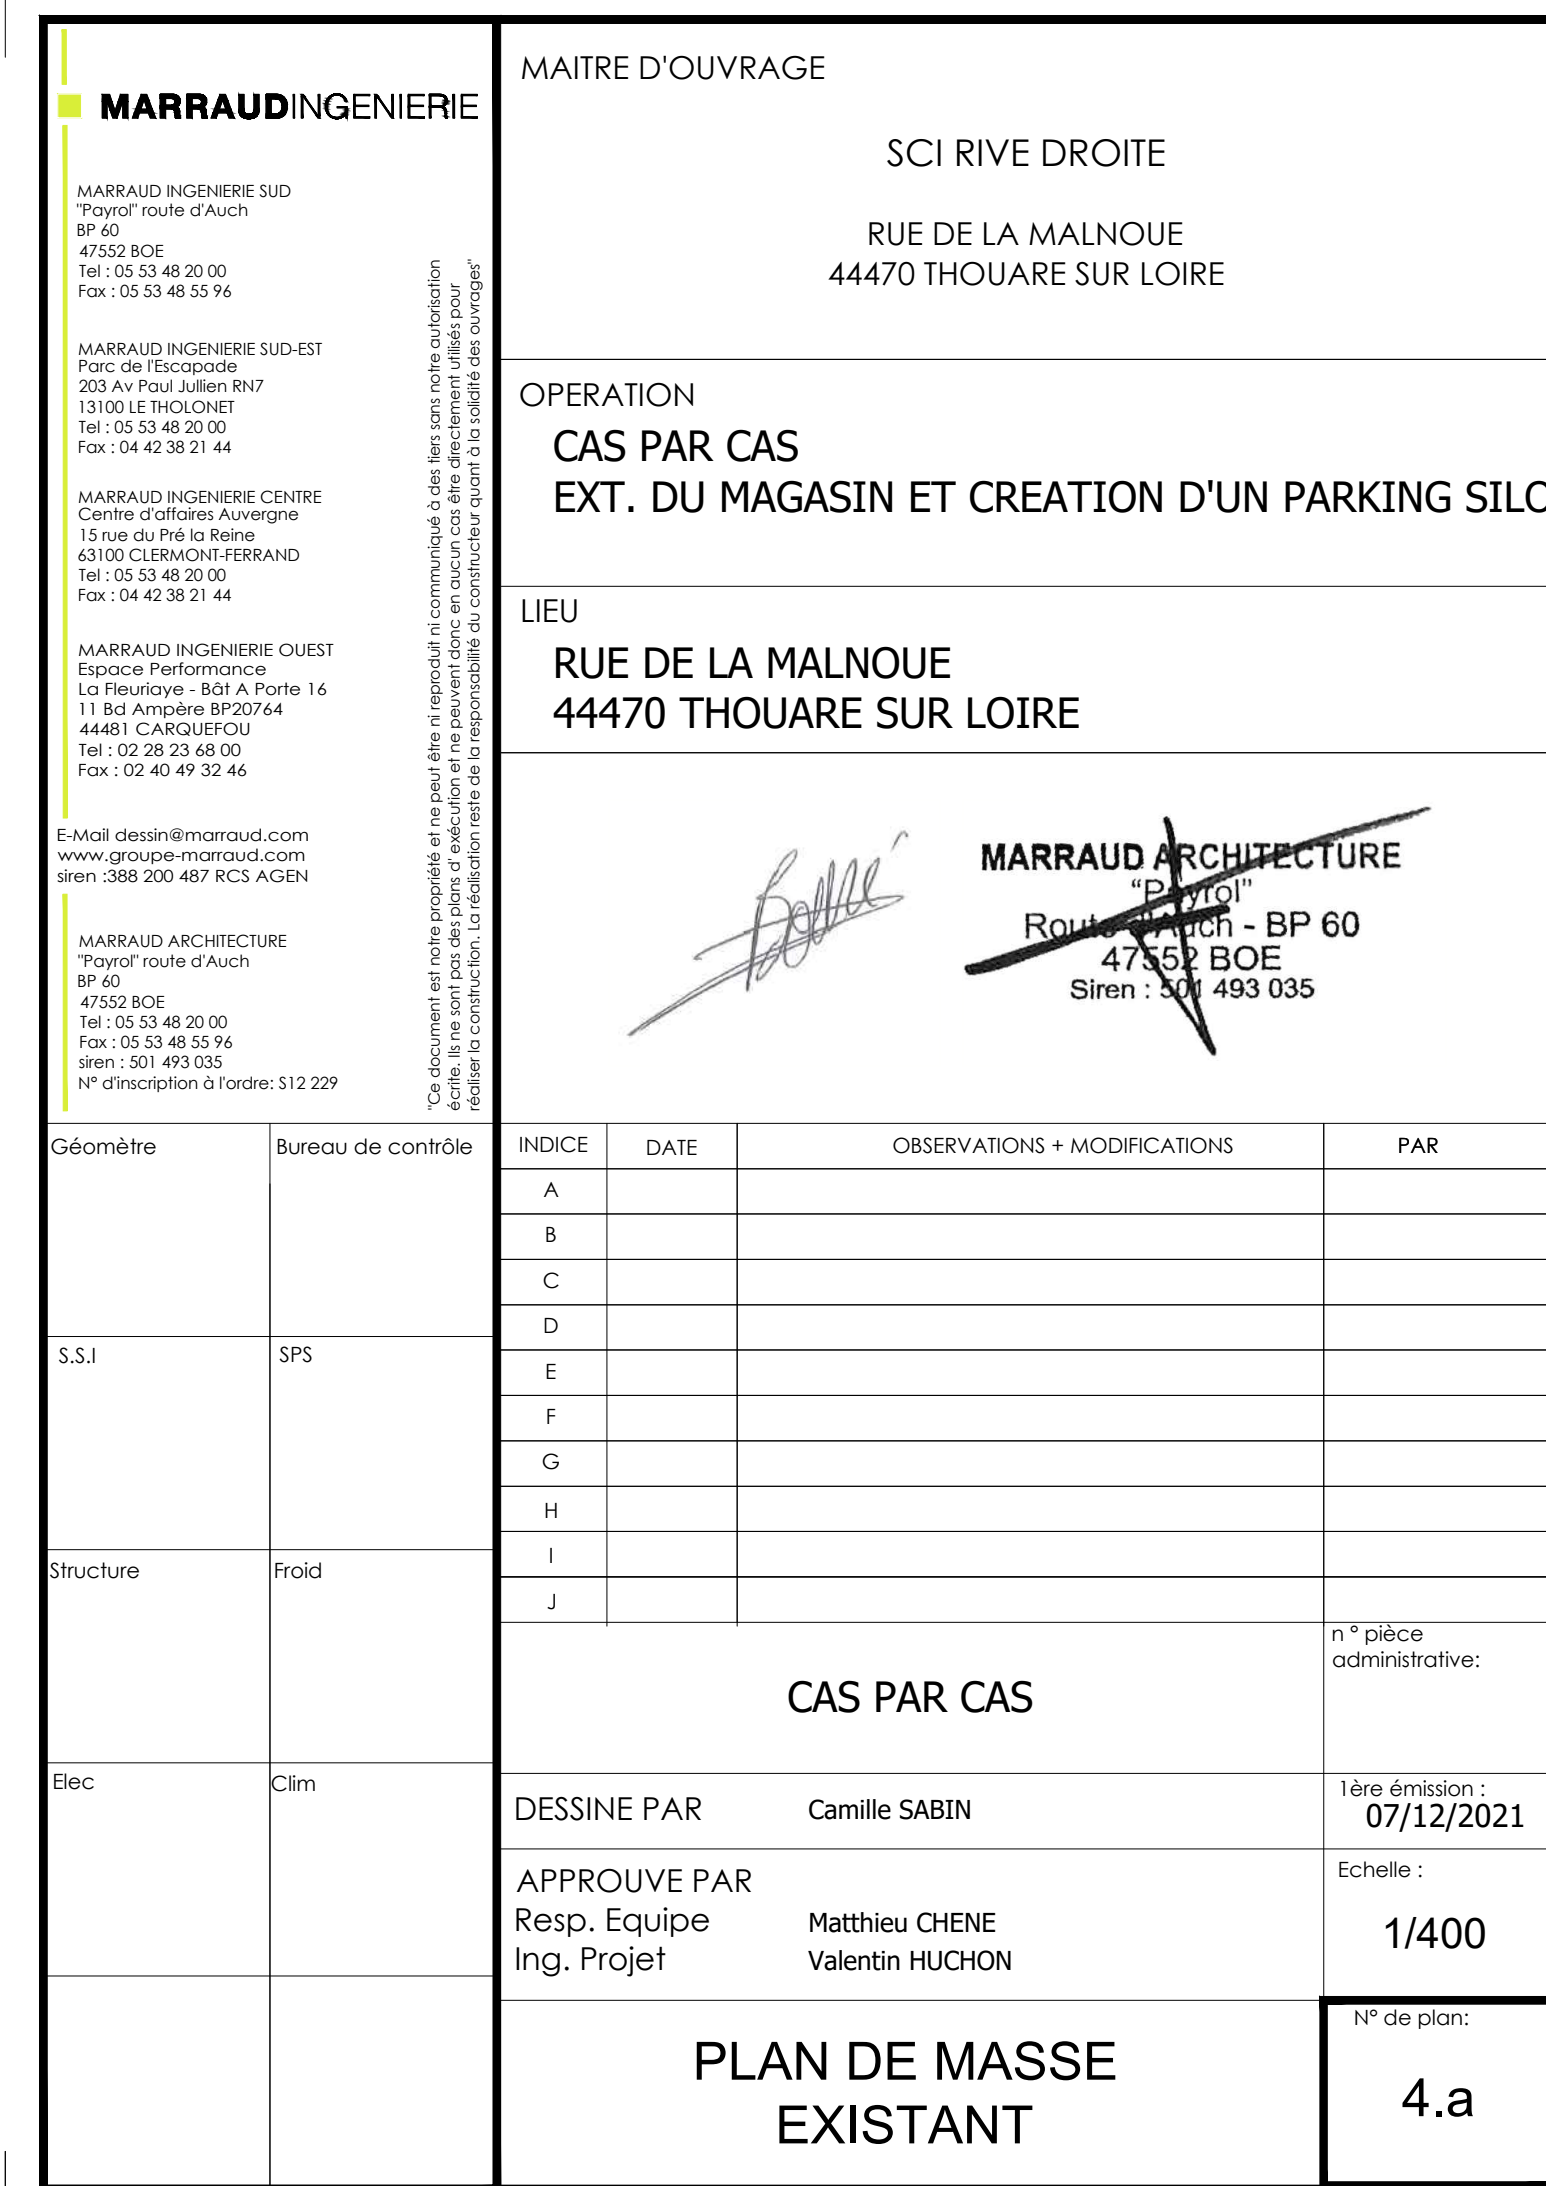 MARRAUDINGENIERIE
MARRAUD INGENIERIE SUD
"Payrol" route d'Auch
BP 60
47552 BOE
Tel : 05 53 48 20 00
Fax : 05 53 48 55 96
MARRAUD INGENIERIE SUD-EST
Parc de l'Escapade
203 Av Paul Jullien RN7
13100 LE THOLONET
Tel : 05 53 48 20 00
Fax : 04 42 38 21 44
MARRAUD INGENIERIE CENTRE
Centre d'affaires Auvergne
15 rue du Pré la Reine
63100 CLERMONT-FERRAND
Tel : 05 53 48 20 00
Fax : 04 42 38 21 44
MARRAUD INGENIERIE OUEST
Espace Performance
La Fleuriaye - Bât A Porte 16
11 Bd Ampère BP20764
44481 CARQUEFOU
Tel : 02 28 23 68 00
Fax : 02 40 49 32 46
E-Mail dessin@marraud.com
www.groupe-marraud.com
siren :388 200 487 RCS AGEN
MARRAUD ARCHITECTURE
"Payrol" route d'Auch
BP 60
47552 BOE
Tel : 05 53 48 20 00
Fax : 05 53 48 55 96
siren : 501 493 035
N° d'inscription à l'ordre: S12 229
"Ce document est notre propriété et ne peut être ni reproduit ni communiqué à des tiers sans notre autorisation
écrite. Ils ne sont pas des plans d' exécution et ne peuvent donc en aucun cas être directement utilisés pour
réaliser la construction. La réalisation reste de la responsabilité du constructeur quant à la solidité des ouvrages"
MAITRE D'OUVRAGE
SCI RIVE DROITE
RUE DE LA MALNOUE
44470 THOUARE SUR LOIRE
OPERATION
CAS PAR CAS
EXT. DU MAGASIN ET CREATION D'UN PARKING SILO
LIEU
RUE DE LA MALNOUE
44470 THOUARE SUR LOIRE
MARRAUD ARCHITECTURE
"Payrol"
Route d'Auch - BP 60
47552 BOE
Siren : 501 493 035
Géomètre
Bureau de contrôle
S.S.I
SPS
Structure
Froid
Elec
Clim
INDICE DATE OBSERVATIONS + MODIFICATIONS PAR
A
B
C
D
E
F
G
H
I
J
CAS PAR CAS
n ° pièce
administrative:
DESSINE PAR Camille SABIN
1ère émission :
07/12/2021
APPROUVE PAR
Resp. Equipe Matthieu CHENE
Ing. Projet Valentin HUCHON
Echelle :
1/400
PLAN DE MASSE
EXISTANT
N° de plan:
4.a